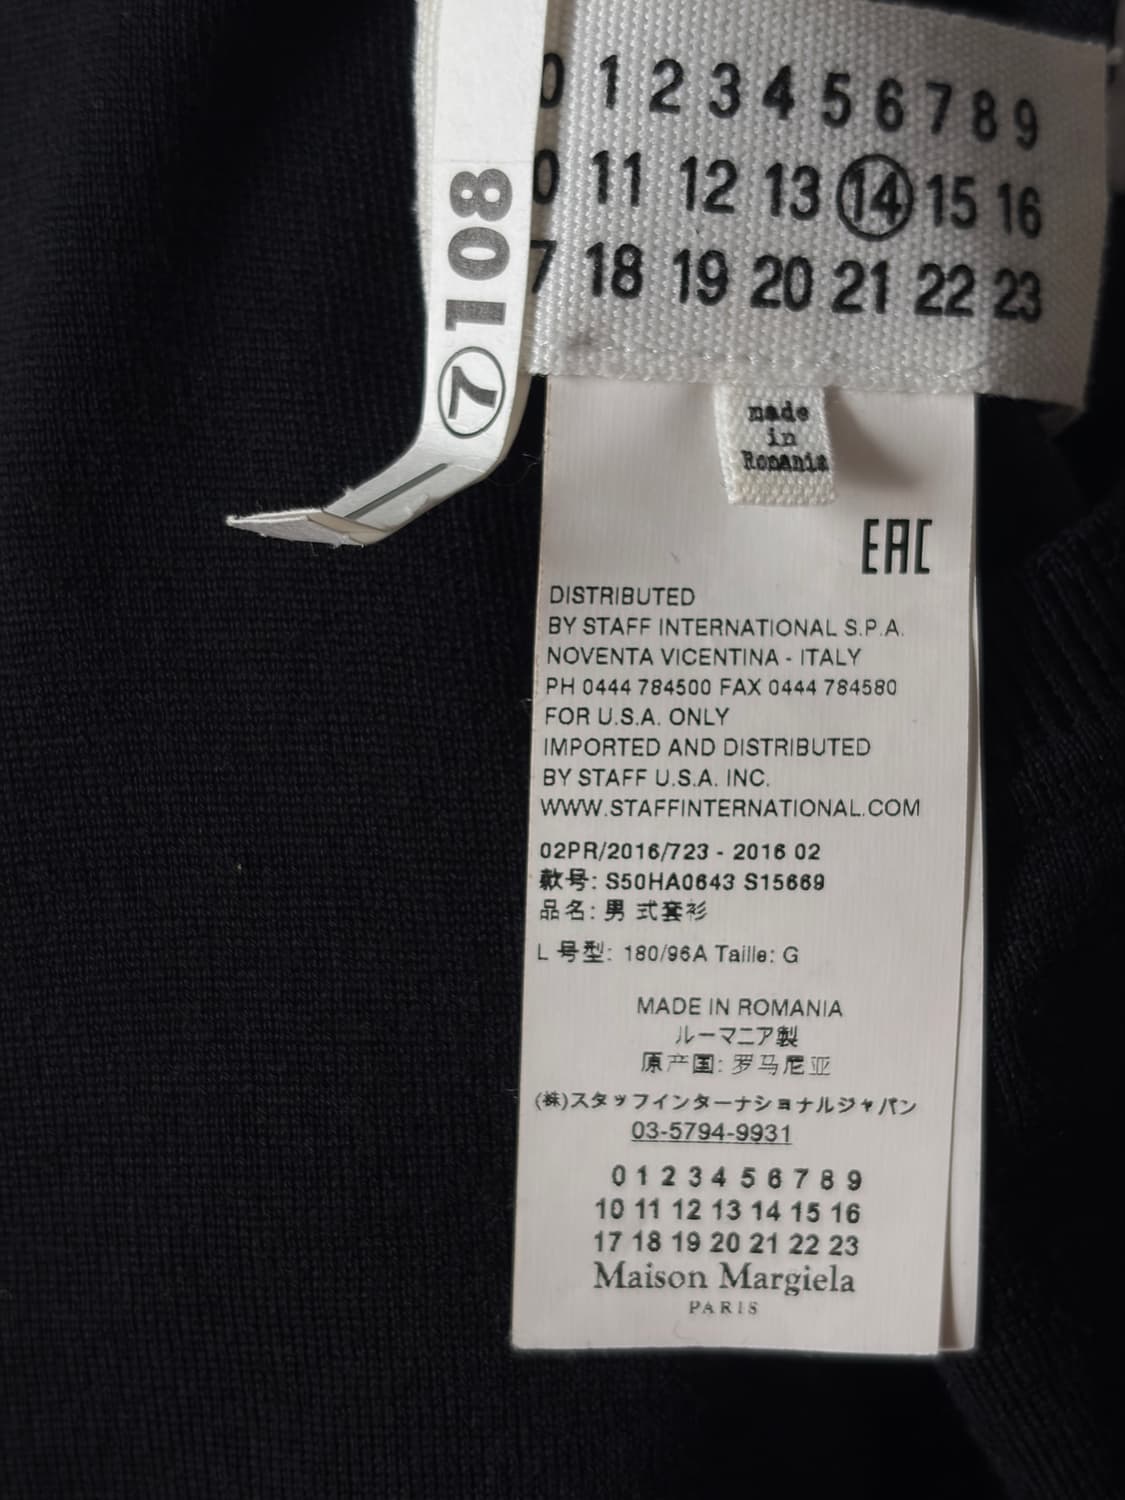 0 1 2 3 4 5 6 7 8 9
0 11 12 13 14 15 16
7 18 19 20 21 22 23
7 108
made
in
Romania
EAC
DISTRIBUTED
BY STAFF INTERNATIONAL S.P.A.
NOVENTA VICENTINA - ITALY
PH 0444 784500 FAX 0444 784580
FOR U.S.A. ONLY
IMPORTED AND DISTRIBUTED
BY STAFF U.S.A. INC.
WWW.STAFFINTERNATIONAL.COM
02PR/2016/723 - 2016 02
款号: S50HA0643 S15669
品名: 男 式套衫
L 号型: 180/96A Taille: G
MADE IN ROMANIA
ルーマニア製
原产国: 罗马尼亚
(株)スタッフインターナショナルジャパン
03-5794-9931
0 1 2 3 4 5 6 7 8 9
10 11 12 13 14 15 16
17 18 19 20 21 22 23
Maison Margiela
PARIS